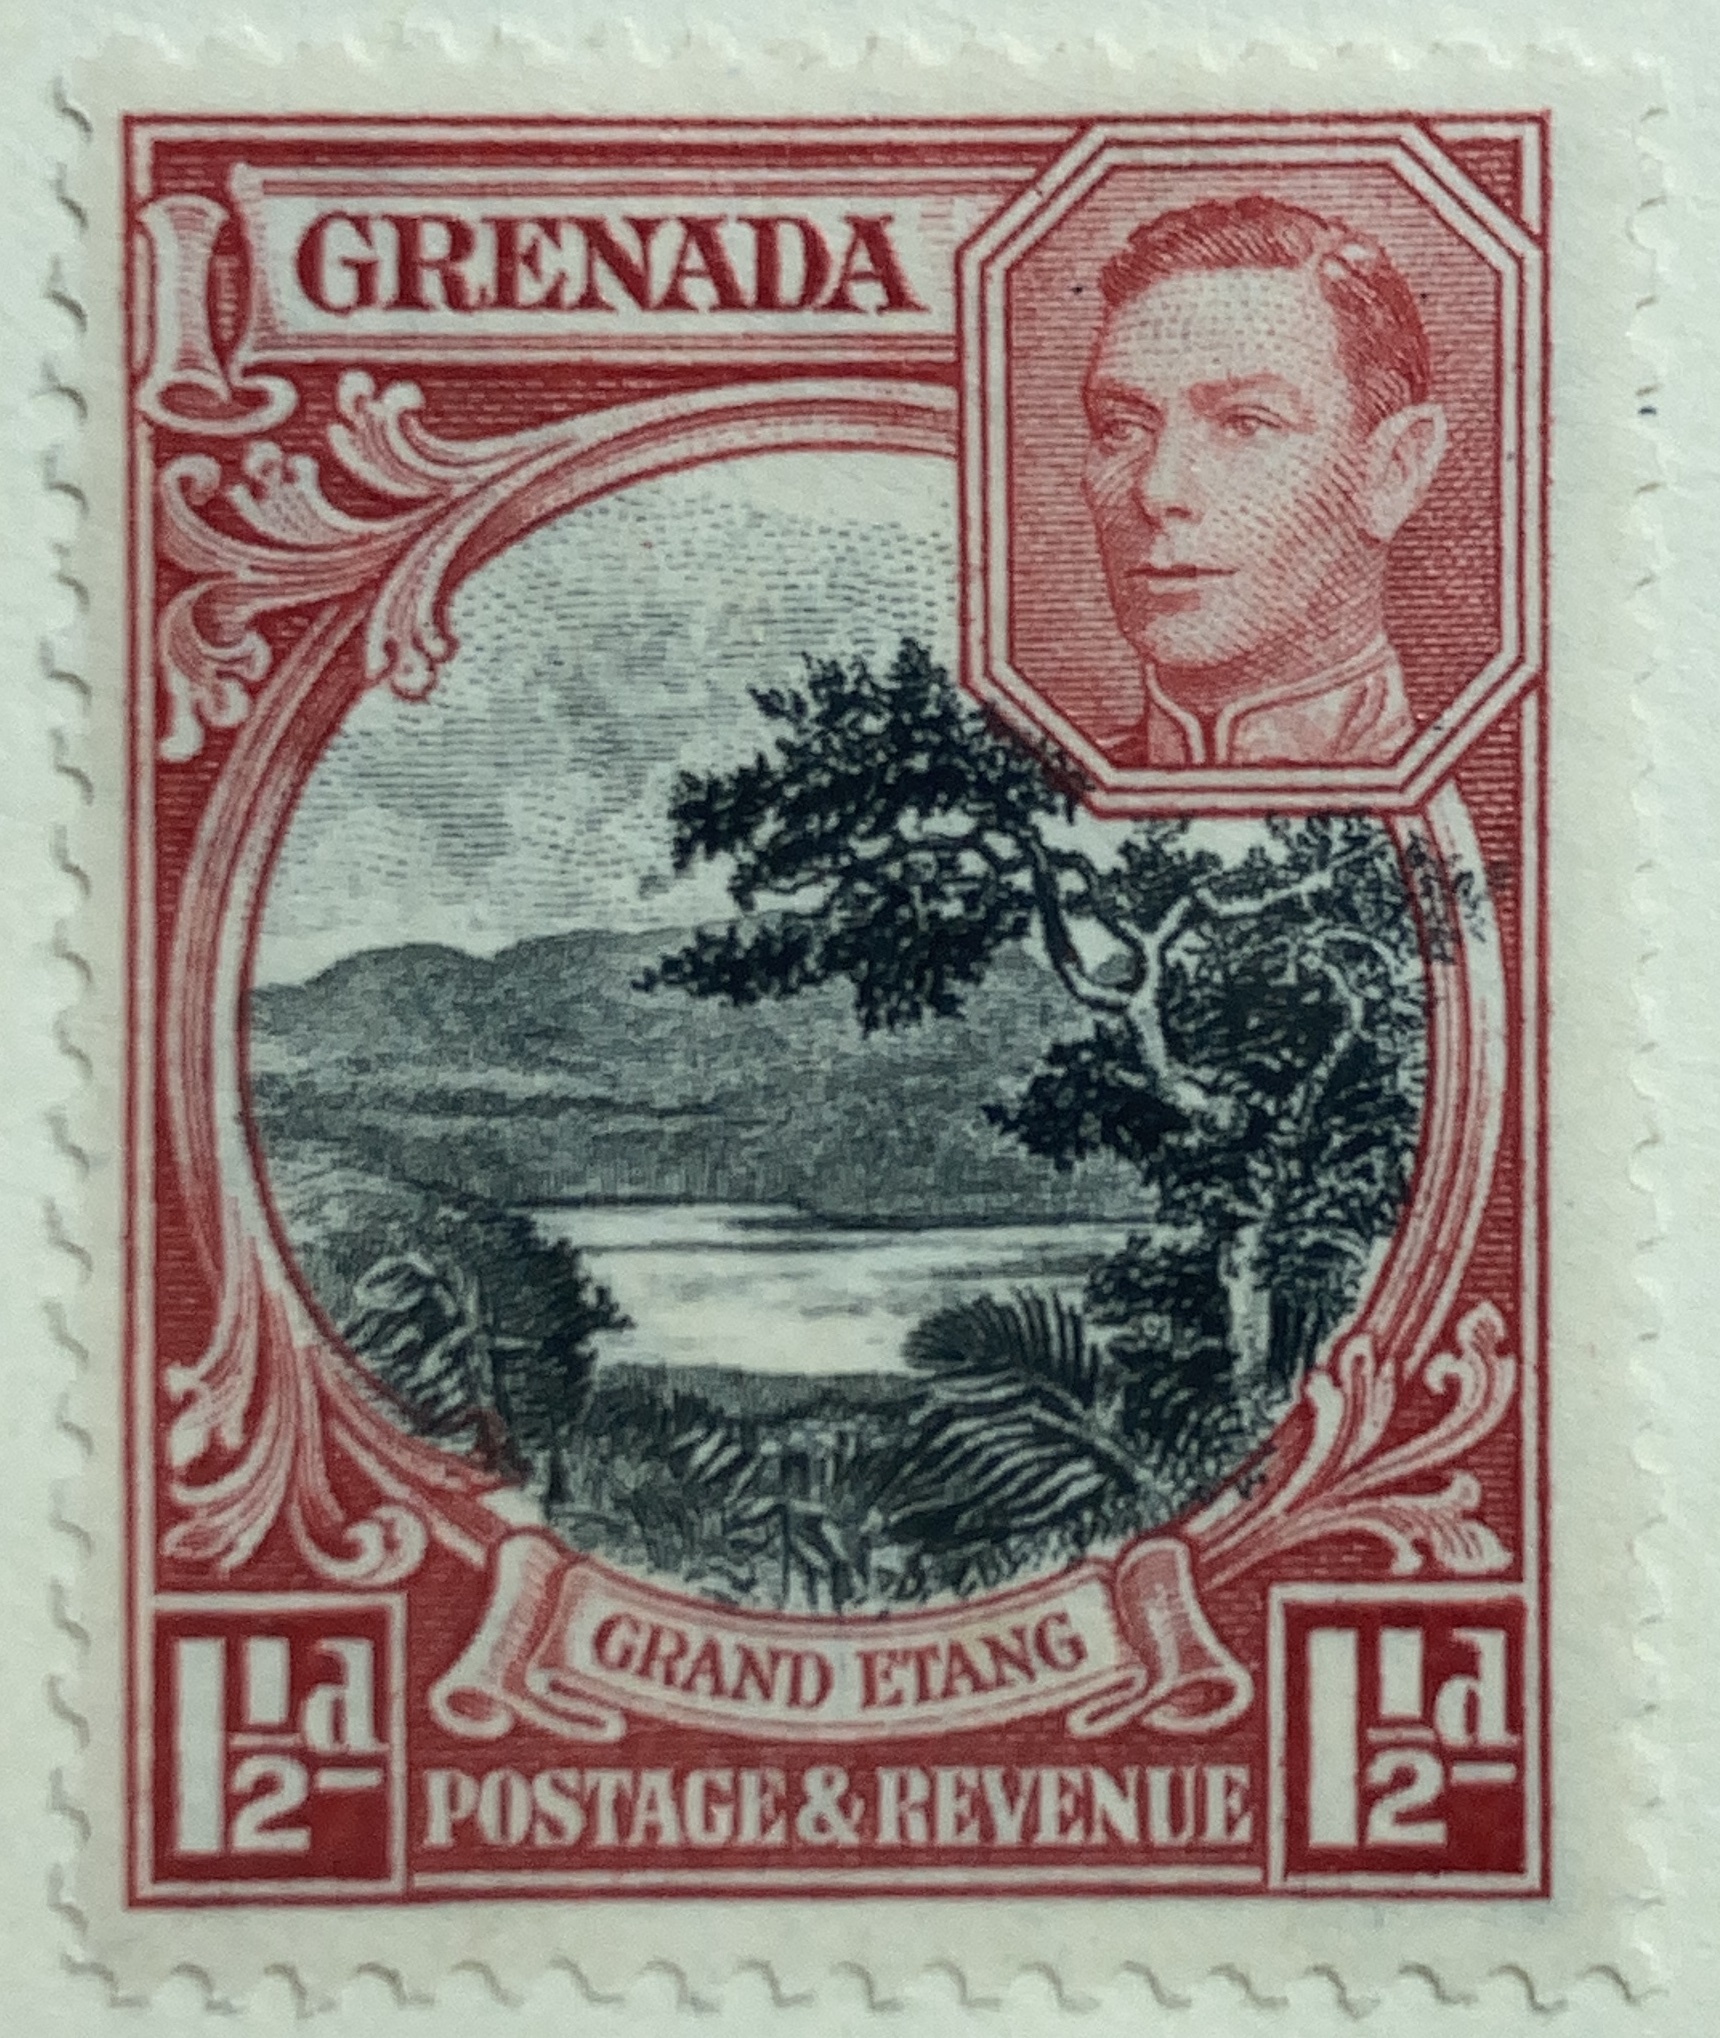 GRENADA
GRAND ETANG
1½d 1½d
POSTAGE & REVENUE